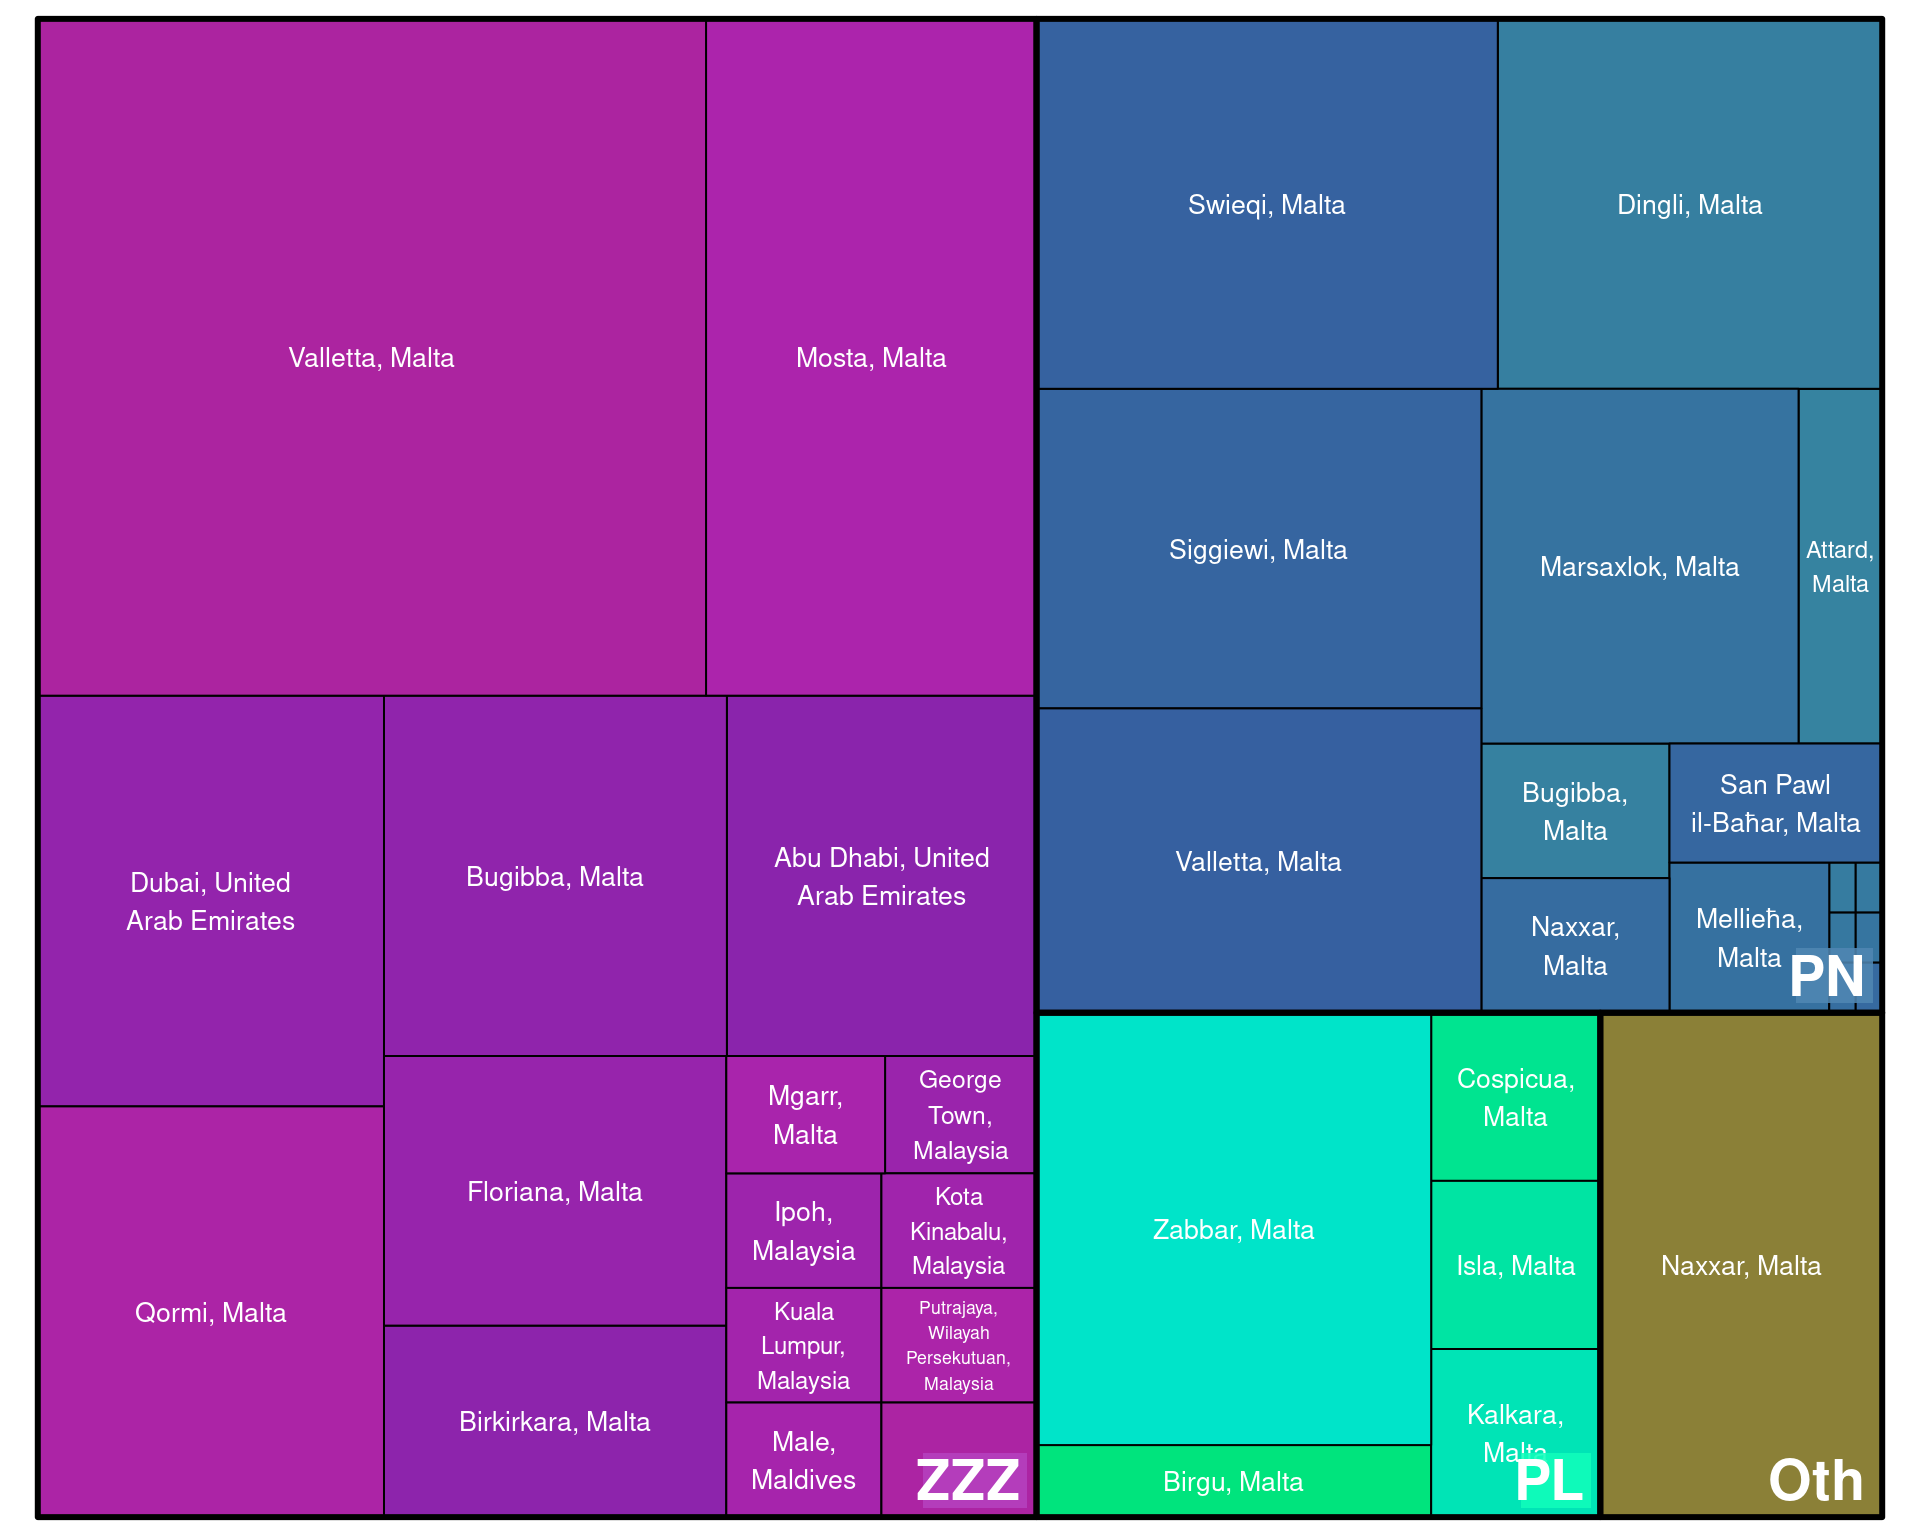 Valletta, Malta
Mosta, Malta
Dubai, United
Arab Emirates
Bugibba, Malta
Abu Dhabi, United
Arab Emirates
Qormi, Malta
Floriana, Malta
Birkirkara, Malta
Mgarr,
Malta
George
Town,
Malaysia
Ipoh,
Malaysia
Kota
Kinabalu,
Malaysia
Kuala
Lumpur,
Malaysia
Putrajaya,
Wilayah
Persekutuan,
Malaysia
Male,
Maldives
ZZZ
Swieqi, Malta
Dingli, Malta
Siggiewi, Malta
Marsaxlok, Malta
Attard,
Malta
Valletta, Malta
Bugibba,
Malta
San Pawl
il-Baħar, Malta
Naxxar,
Malta
Mellieħa,
Malta
PN
Zabbar, Malta
Cospicua,
Malta
Isla, Malta
Kalkara,
Malta
Birgu, Malta
PL
Naxxar, Malta
Oth